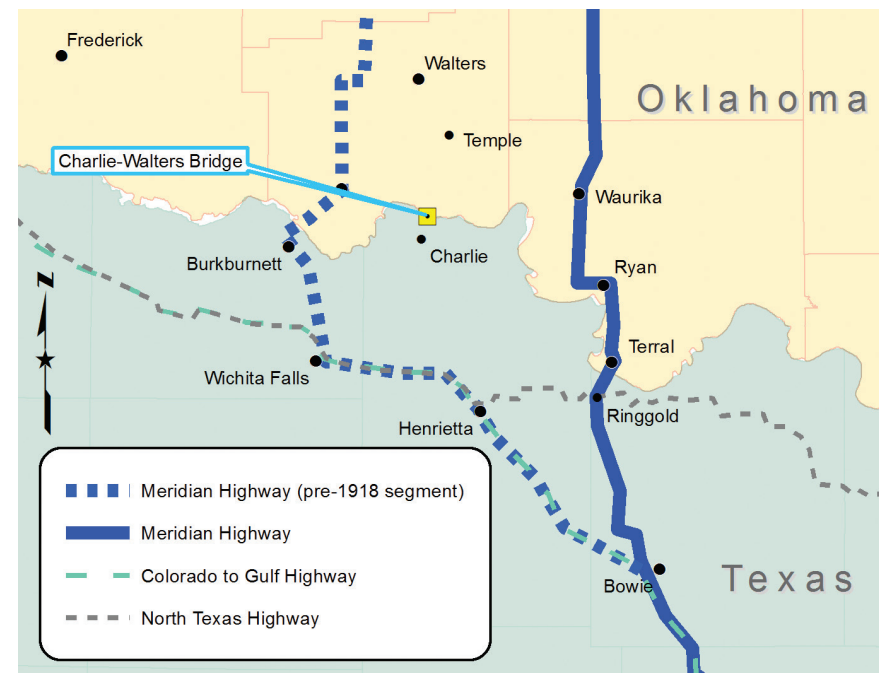 Frederick
Walters
Oklahoma
Temple
Charlie-Walters Bridge
Waurika
Charlie
Burkburnett
Ryan
N
Terral
Wichita Falls
Ringgold
Henrietta
Meridian Highway (pre-1918 segment)
Meridian Highway
Colorado to Gulf Highway
North Texas Highway
Bowie
Texas